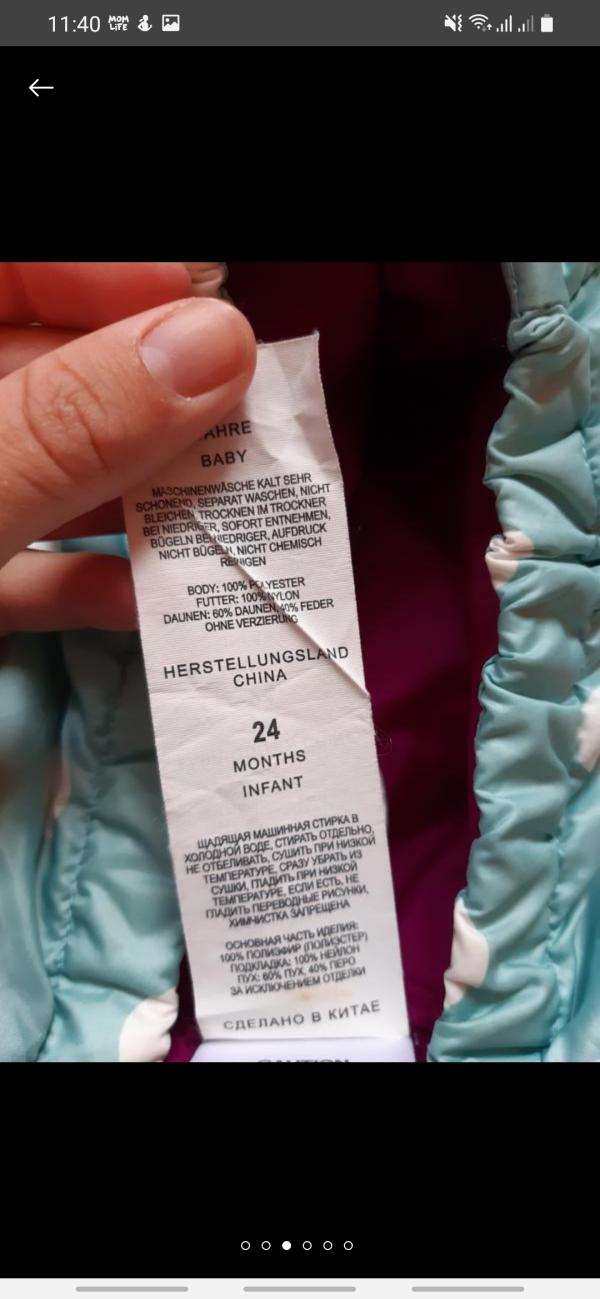 11:40
MOM LiFE
BABY
MASCHINENWÄSCHE KALT SEHR
SCHONEND, SEPARAT WASCHEN, NICHT
BLEICHEN, TROCKNEN IM TROCKNER
BEI NIEDRIGER, SOFORT ENTNEHMEN,
BÜGELN BEI NIEDRIGER, AUFDRUCK
NICHT BÜGELN, NICHT CHEMISCH
REINIGEN
BODY: 100% POLYESTER
FUTTER: 100% NYLON
DAUNEN: 60% DAUNEN, 40% FEDER
OHNE VERZIERUNG
HERSTELLUNGSLAND
CHINA
24
MONTHS
INFANT
ЩАДЯЩАЯ МАШИННАЯ СТИРКА В
ХОЛОДНОЙ ВОДЕ, СТИРАТЬ ОТДЕЛЬНО,
НЕ ОТБЕЛИВАТЬ, СУШИТЬ ПРИ НИЗКОЙ
ТЕМПЕРАТУРЕ, СРАЗУ УБРАТЬ ИЗ
СУШКИ, ГЛАДИТЬ ПРИ НИЗКОЙ
ТЕМПЕРАТУРЕ, ЕСЛИ ЕСТЬ, НЕ
ГЛАДИТЬ ПЕРЕВОДНЫЕ РИСУНКИ,
ХИМЧИСТКА ЗАПРЕЩЕНА
ОСНОВНАЯ ЧАСТЬ ИДЕЛИЯ:
100% ПОЛИЭФИР (ПОЛИЭСТЕР)
ПОДКЛАДКА: 100% НЕЙЛОН
ПУХ: 60% ПУХ, 40% ПЕРО
ЗА ИСКЛЮЧЕНИЕМ ОТДЕЛКИ
СДЕЛАНО В КИТАЕ